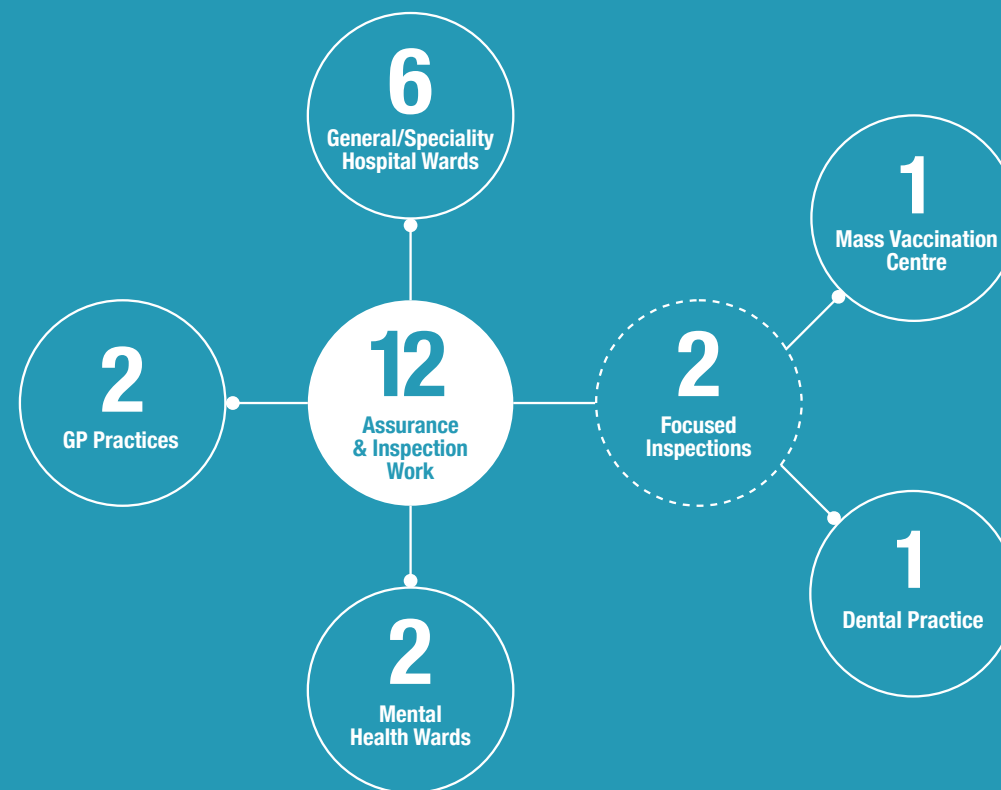 6
General/Speciality
Hospital Wards
1
Mass Vaccination
Centre
2
GP Practices
12
Assurance
& Inspection
Work
2
Focused
Inspections
1
Dental Practice
2
Mental
Health Wards